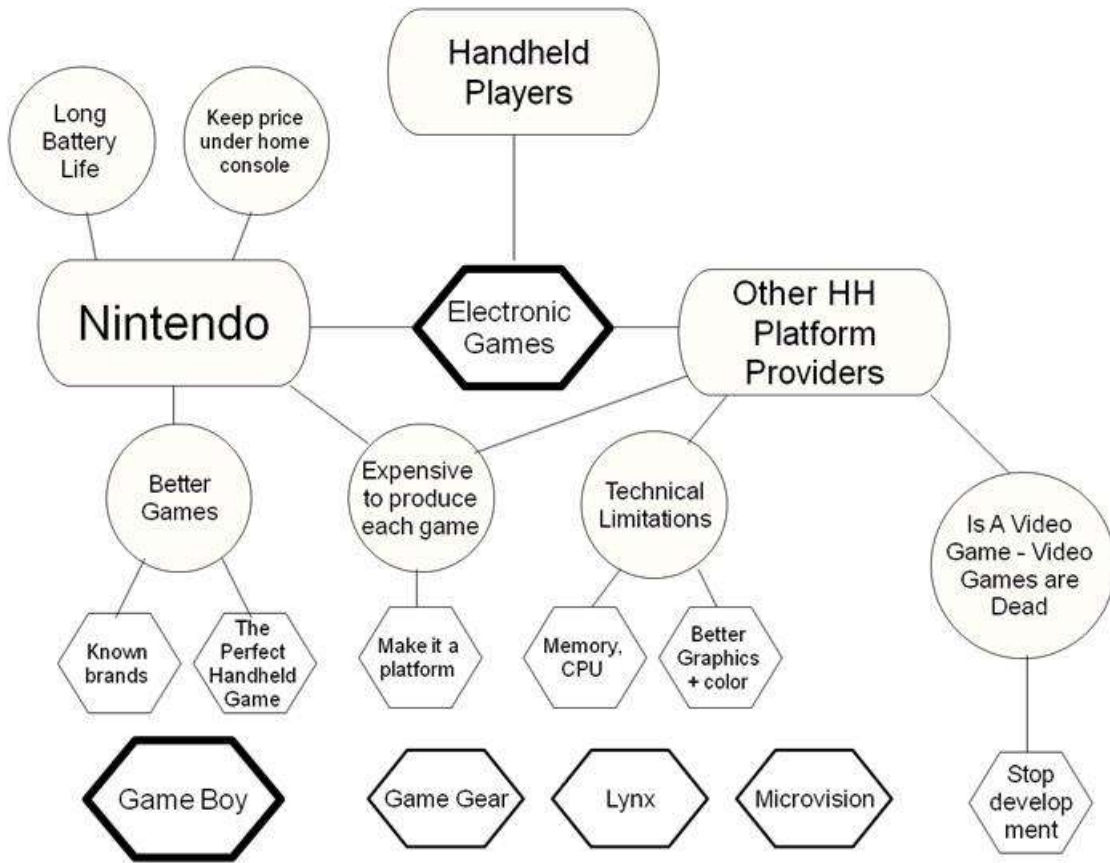 Handheld
Players
Long
Battery
Life
Keep price
under home
console
Nintendo
Electronic
Games
Other HH
Platform
Providers
Better
Games
Expensive
to produce
each game
Technical
Limitations
Is A Video
Game - Video
Games are
Dead
Known
brands
The
Perfect
Handheld
Game
Make it a
platform
Memory,
CPU
Better
Graphics
+ color
Stop
develop
ment
Game Boy
Game Gear
Lynx
Microvision